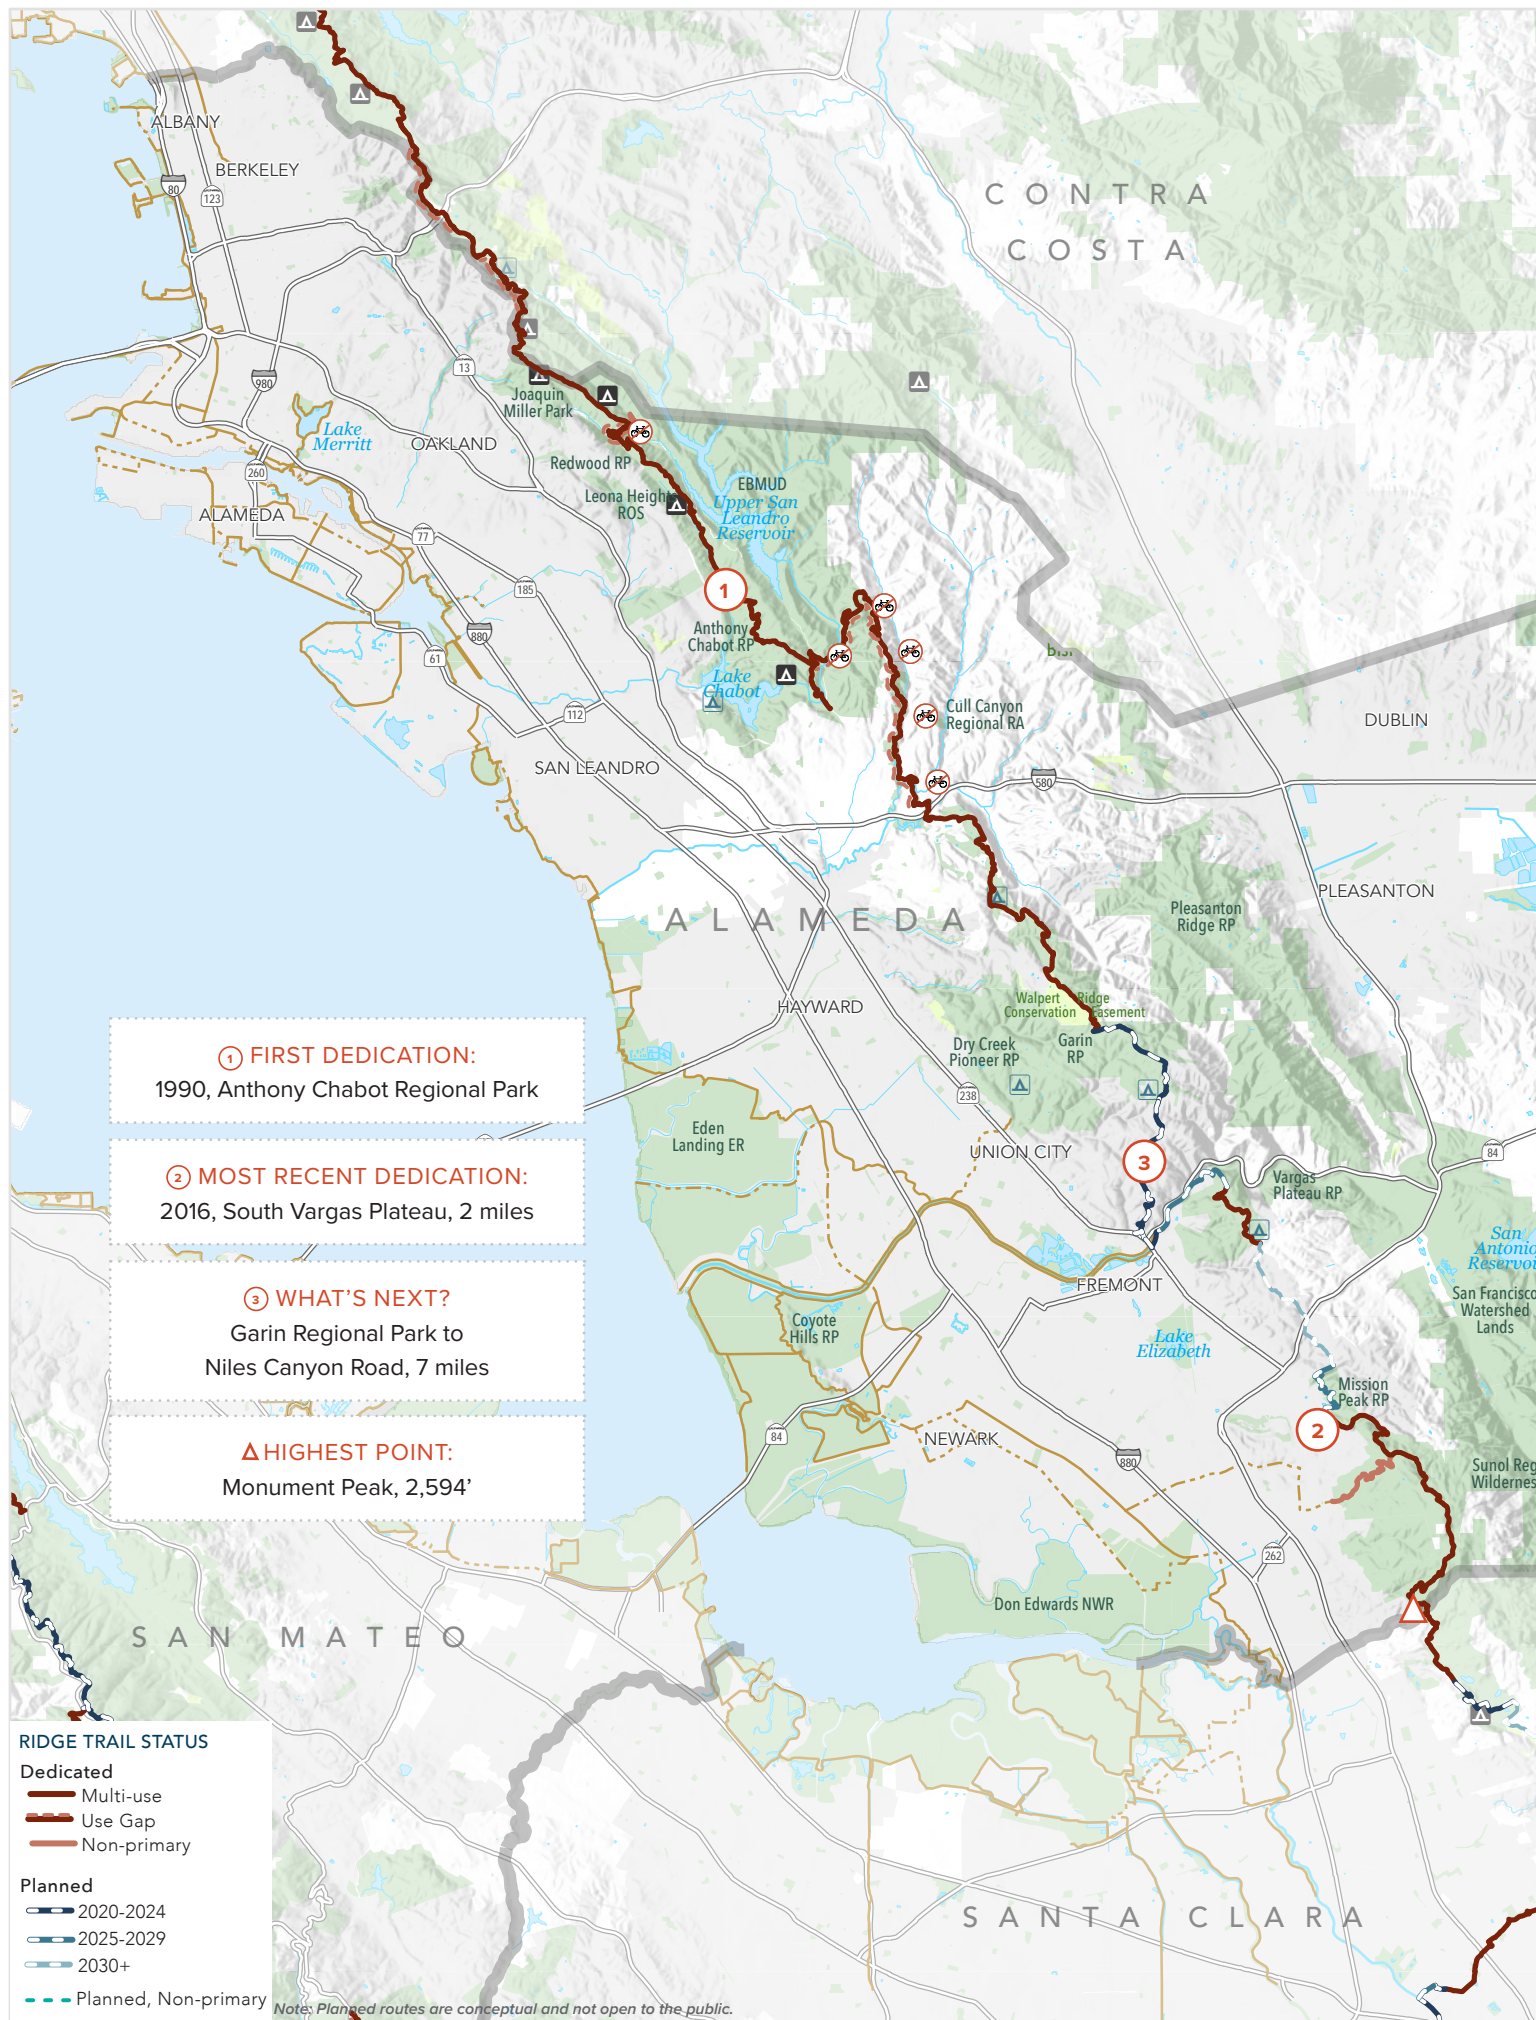 ALBANY
BERKELEY
80
123
CONTRA
COSTA
13
980
Joaquin
Miller Park
Lake
Merritt
OAKLAND
260
Redwood RP
Leona Heights
ROS
EBMUD
Upper San
Leandro
Reservoir
ALAMEDA
77
185
1
880
61
Anthony
Chabot RP
Lake
Chabot
112
Cull Canyon
Regional RA
DUBLIN
SAN LEANDRO
580
PLEASANTON
ALAMEDA
Pleasanton
Ridge RP
HAYWARD
Walpert Ridge
Conservation Easement
Garin
RP
Dry Creek
Pioneer RP
238
1 FIRST DEDICATION:
1990, Anthony Chabot Regional Park
Eden
Landing ER
UNION CITY
3
84
2 MOST RECENT DEDICATION:
2016, South Vargas Plateau, 2 miles
Vargas
Plateau RP
San
Antonio
Reservoi
San Francisco
Watershed
Lands
FREMONT
3 WHAT'S NEXT?
Garin Regional Park to
Niles Canyon Road, 7 miles
Coyote
Hills RP
Lake
Elizabeth
Mission
Peak RP
2
84
NEWARK
880
HIGHEST POINT:
Monument Peak, 2,594'
Sunol Reg
Wildernes
262
Don Edwards NWR
SAN MATEO
RIDGE TRAIL STATUS
Dedicated
Multi-use
Use Gap
Non-primary
Planned
2020-2024
2025-2029
2030+
Planned, Non-primary
SANTA CLARA
Note: Planned routes are conceptual and not open to the public.